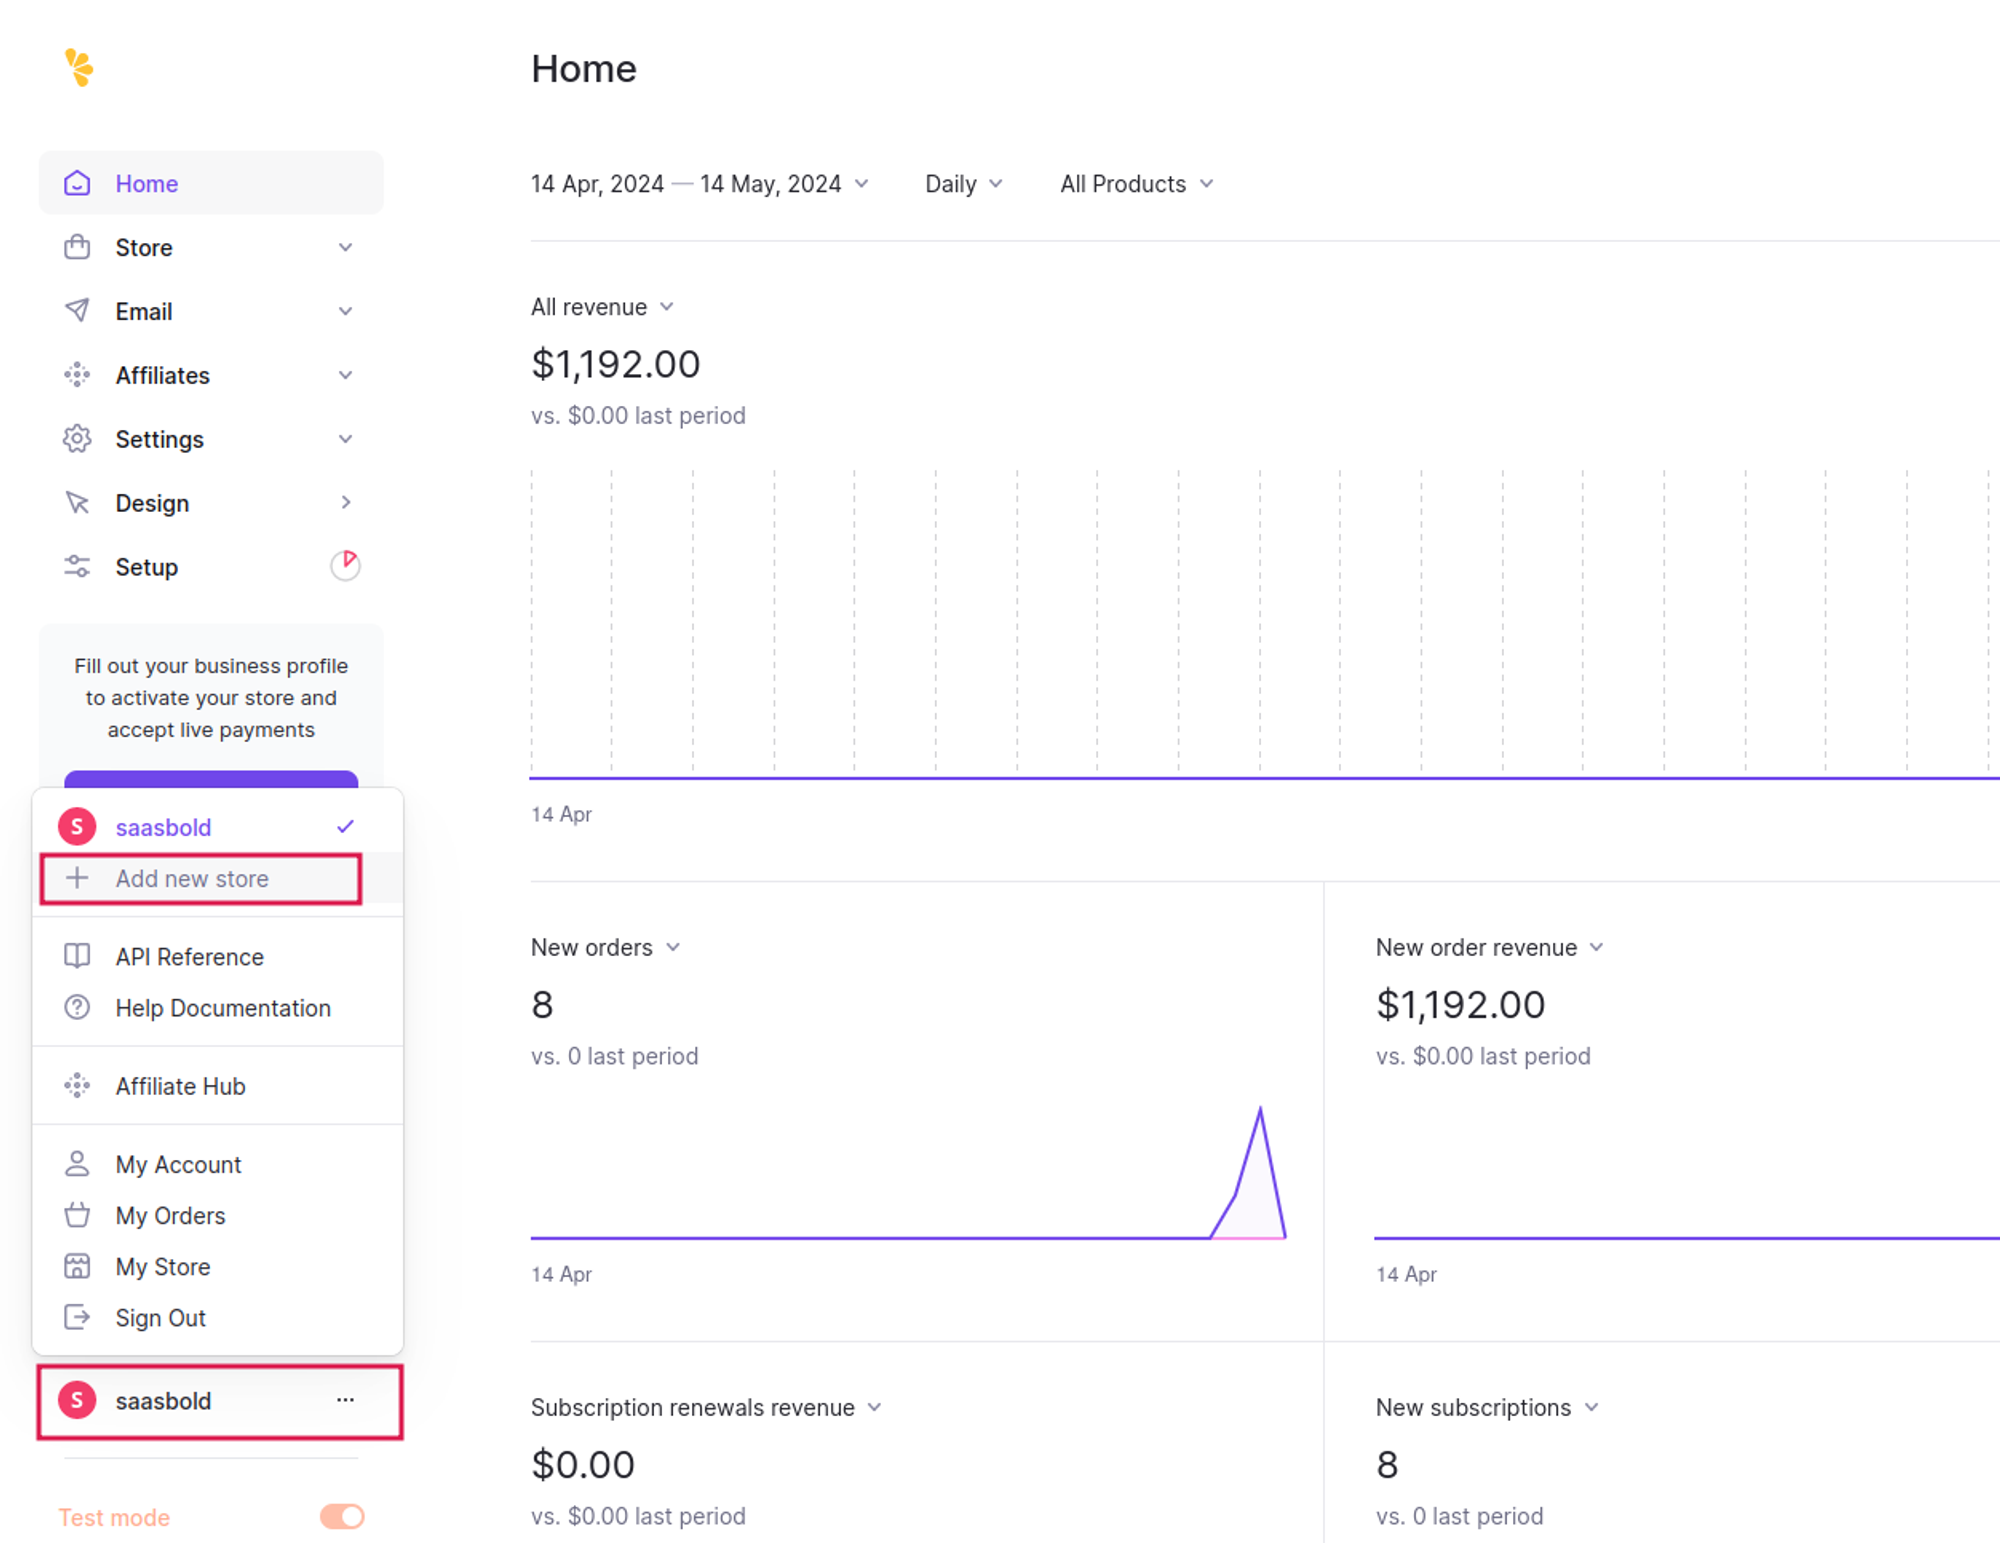 Home
Store
Email
Affiliates
Settings
Design
Setup
Fill out your business profile
to activate your store and
accept live payments
S saasbold
Add new store
API Reference
Help Documentation
Affiliate Hub
My Account
My Orders
My Store
Sign Out
S saasbold ...
Test mode
Home
14 Apr, 2024 — 14 May, 2024 Daily All Products
All revenue
$1,192.00
vs. $0.00 last period
14 Apr
New orders
8
vs. 0 last period
14 Apr
New order revenue
$1,192.00
vs. $0.00 last period
14 Apr
Subscription renewals revenue
$0.00
vs. $0.00 last period
New subscriptions
8
vs. 0 last period